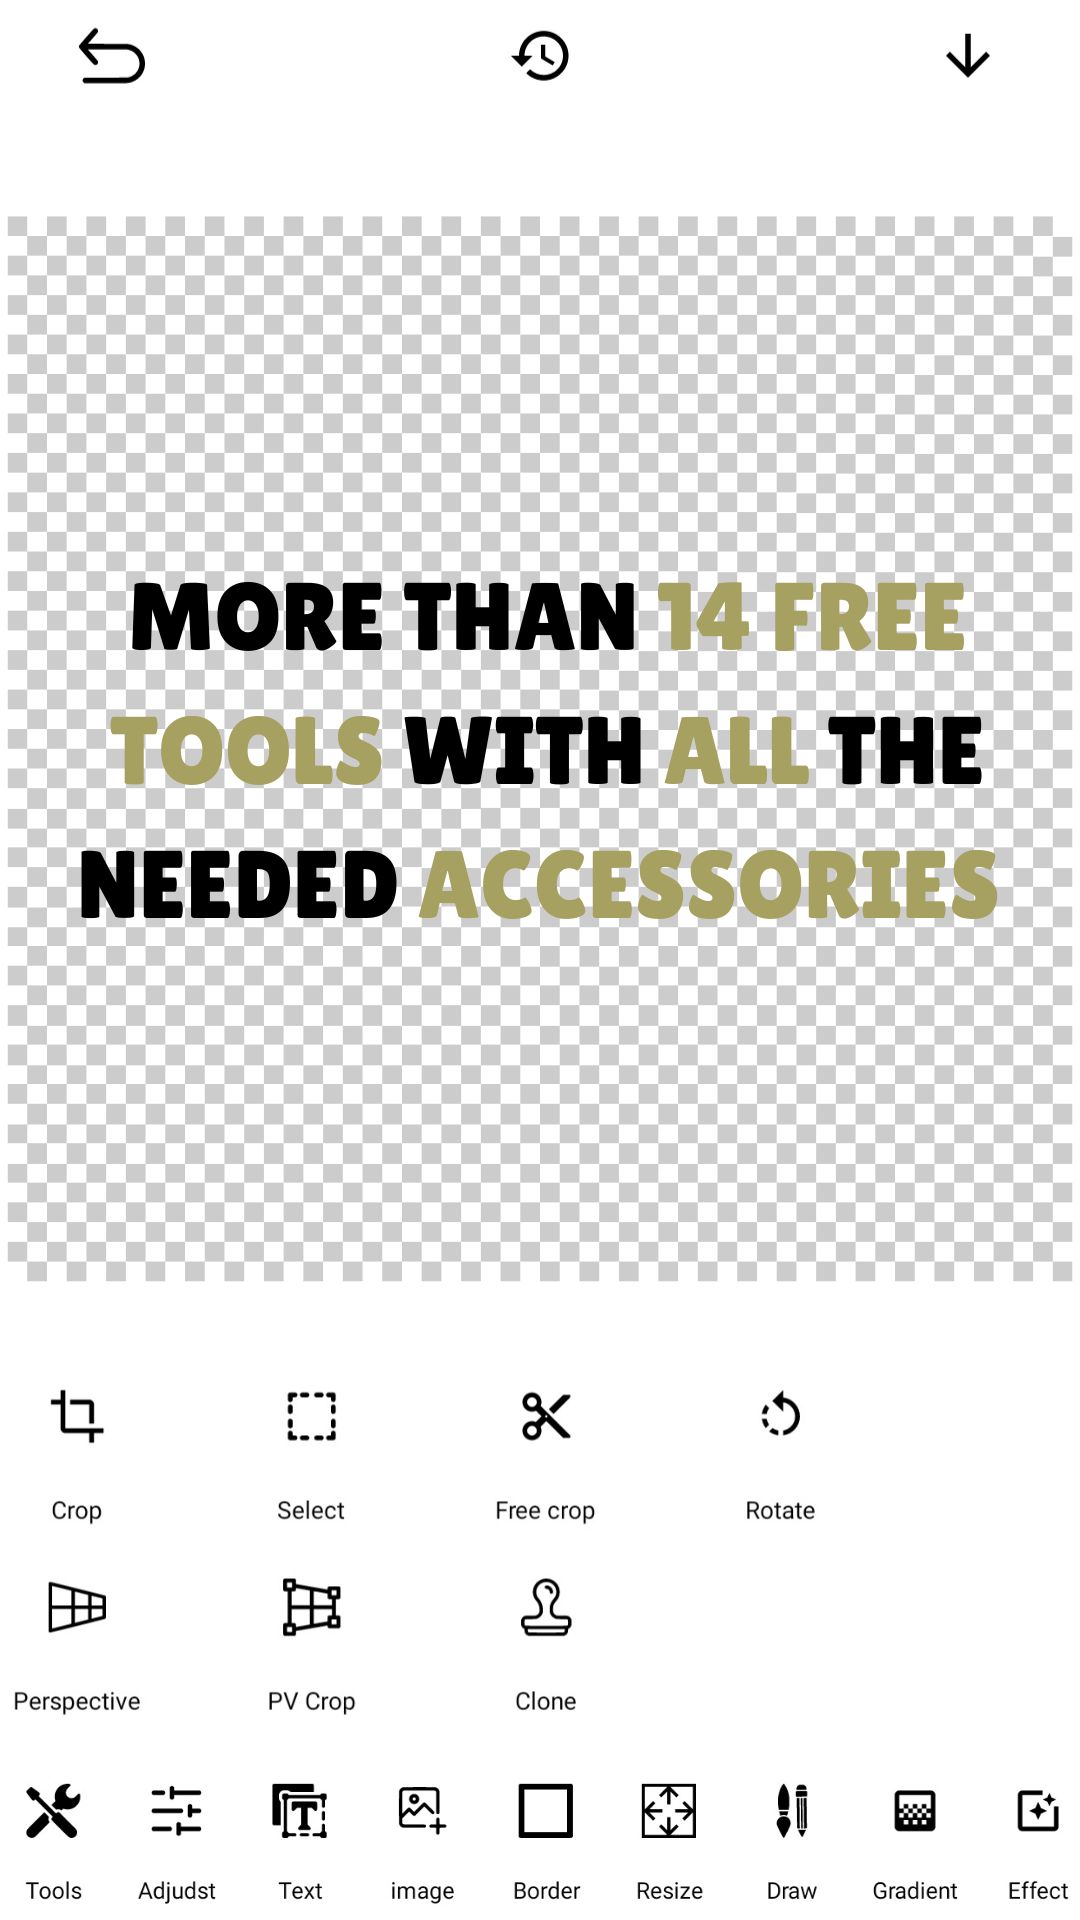 MORE THAN 14 FREE
TOOLS WITH ALL THE
NEEDED ACCESSORIES
Crop Select Free crop Rotate
Perspective PV Crop Clone
Tools Adjudst Text image Border Resize Draw Gradient Effect